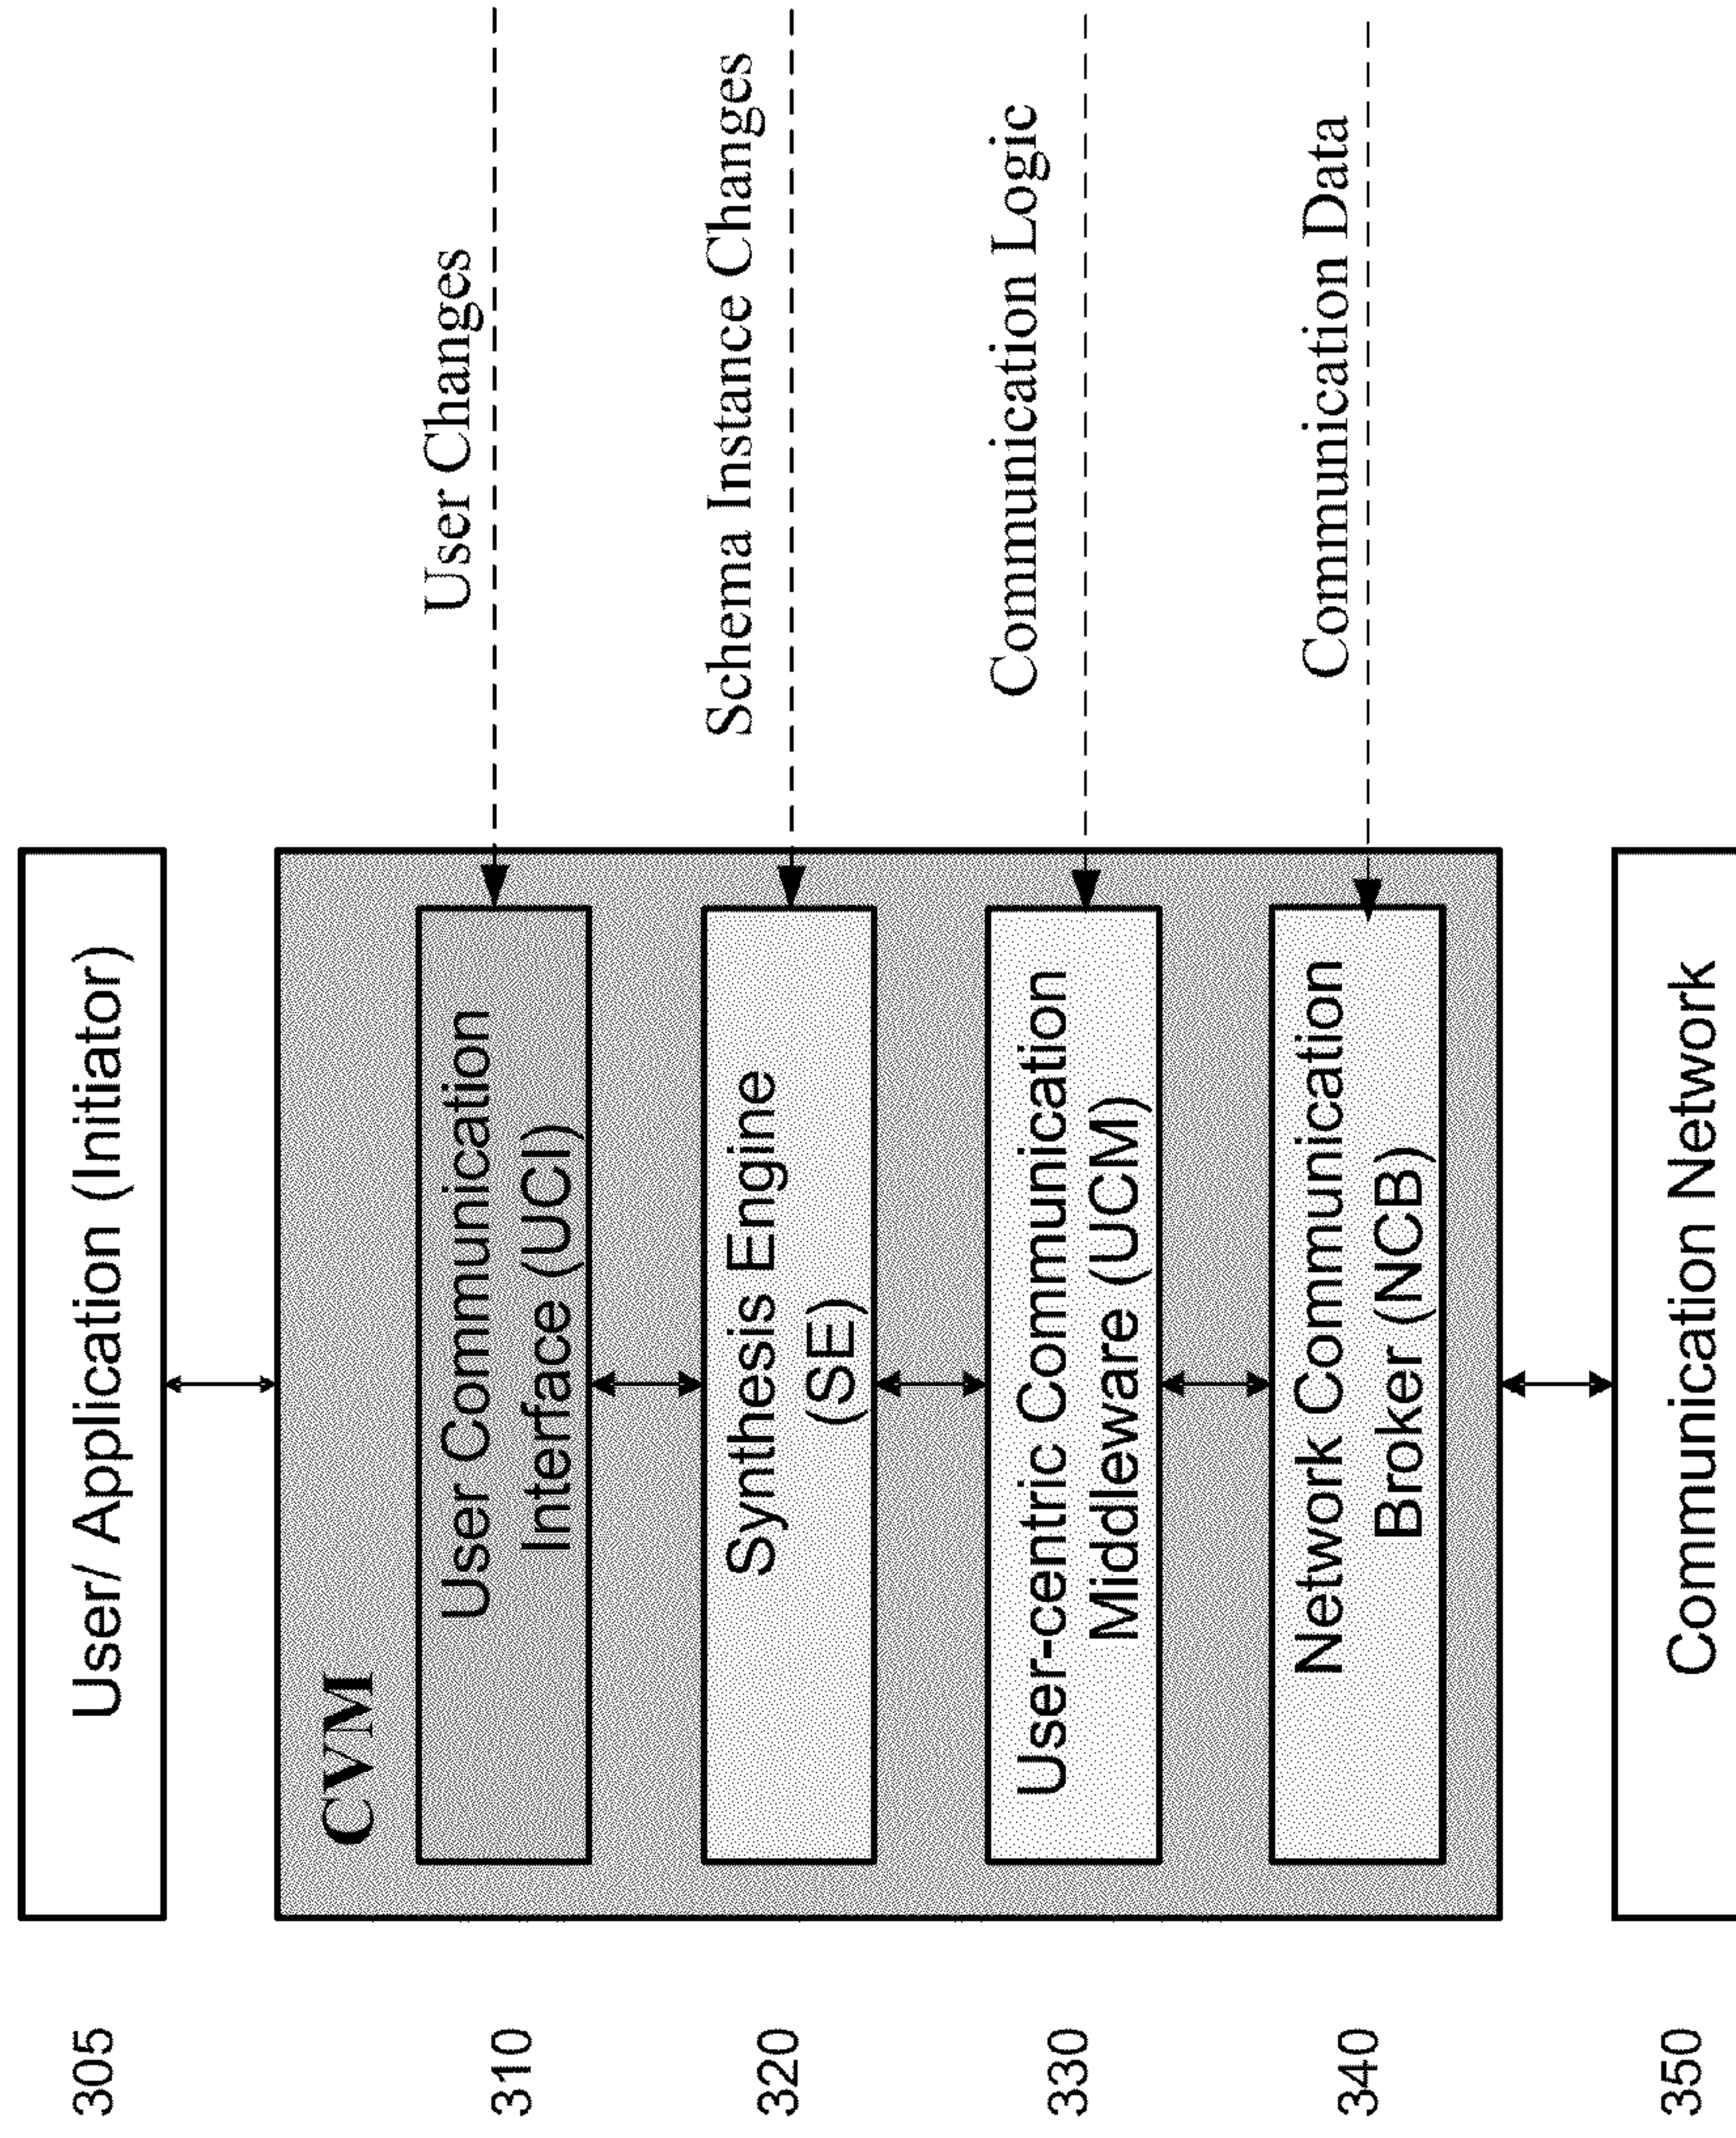 305
User/ Application (Initiator)
CVM
310
User Communication
Interface (UCI)
User Changes
320
Synthesis Engine
(SE)
Schema Instance Changes
330
User-centric Communication
Middleware (UCM)
Communication Logic
340
Network Communication
Broker (NCB)
Communication Data
350
Communication Network